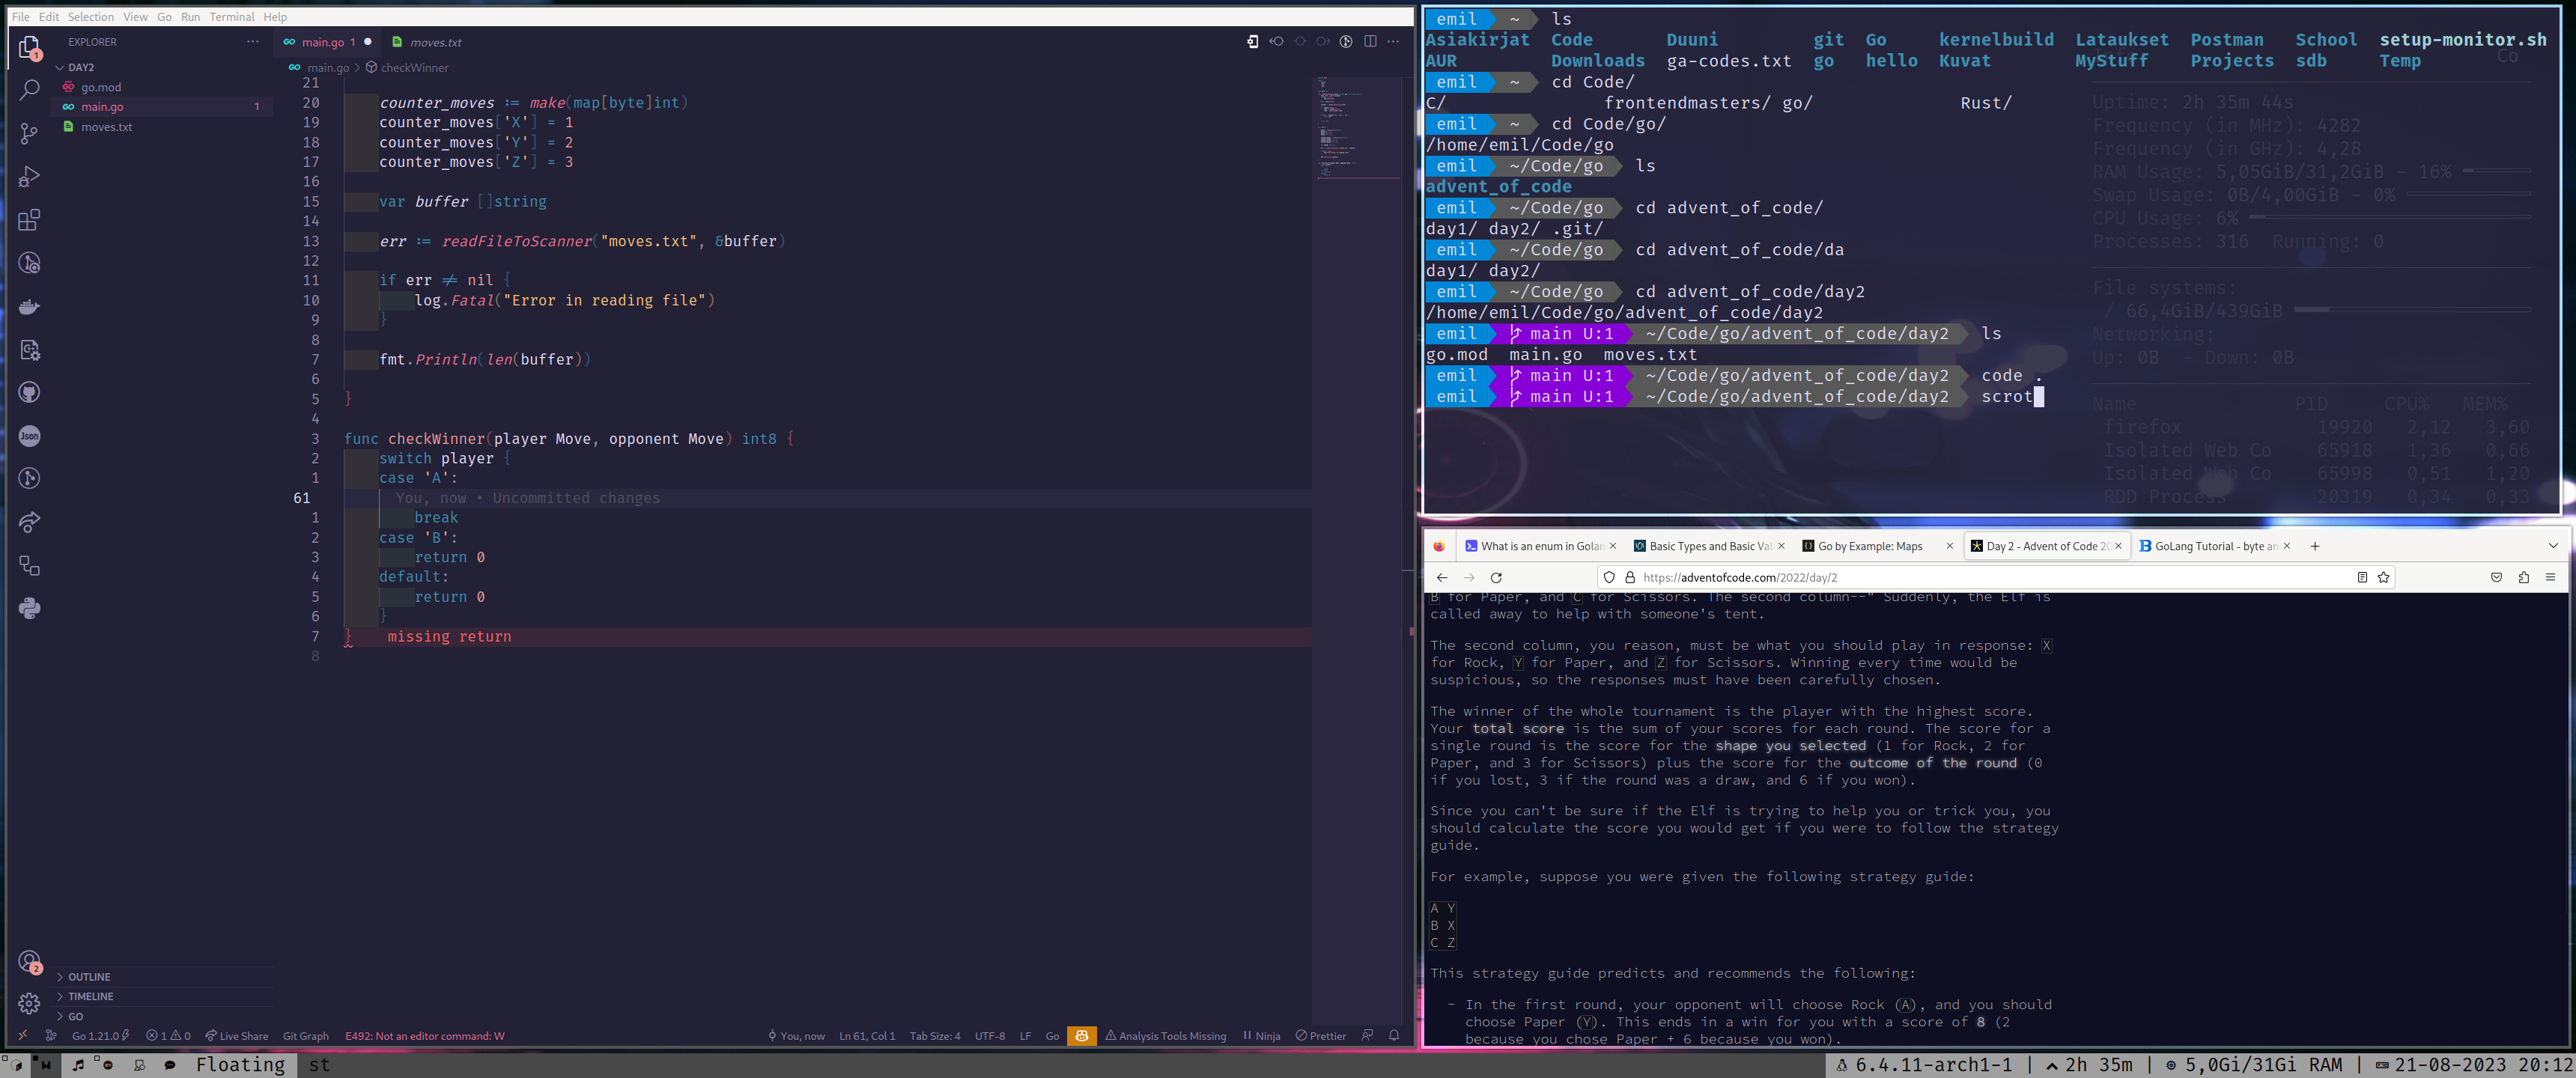 File Edit Selection View Go Run Terminal Help
EXPLORER
main.go 1
moves.txt
DAY2
go.mod
main.go 1
moves.txt
main.go > checkWinner
21
20 counter_moves := make(map[byte]int)
19 counter_moves['X'] = 1
18 counter_moves['Y'] = 2
17 counter_moves['Z'] = 3
16
15 var buffer []string
14
13 err := readFileToScanner("moves.txt", &buffer)
12
11 if err ≠ nil {
10 log.Fatal("Error in reading file")
9 }
8
7 fmt.Println(len(buffer))
6
5 }
4
3 func checkWinner(player Move, opponent Move) int8 {
2 switch player {
1 case 'A':
61 You, now • Uncommitted changes
1 break
2 case 'B':
3 return 0
4 default:
5 return 0
6 }
7 } missing return
8
1
Json
2
OUTLINE
TIMELINE
GO
Go 1.21.0 1 0 Live Share Git Graph E492: Not an editor command: W You, now Ln 61, Col 1 Tab Size: 4 UTF-8 LF Go Analysis Tools Missing Ninja Prettier
emil ~ ls
Asiakirjat Code Duuni git Go kernelbuild Lataukset Postman School setup-monitor.sh
AUR Downloads ga-codes.txt go hello Kuvat MyStuff Projects sdb Temp
emil ~ cd Code/
C/ frontendmasters/ go/ Rust/
emil ~ cd Code/go/
/home/emil/Code/go
emil ~/Code/go ls
advent_of_code
emil ~/Code/go cd advent_of_code/
day1/ day2/ .git/
emil ~/Code/go cd advent_of_code/da
day1/ day2/
emil ~/Code/go cd advent_of_code/day2
/home/emil/Code/go/advent_of_code/day2
emil main U:1 ~/Code/go/advent_of_code/day2 ls
go.mod main.go moves.txt
emil main U:1 ~/Code/go/advent_of_code/day2 code .
emil main U:1 ~/Code/go/advent_of_code/day2 scrot
Co
Uptime: 2h 35m 44s
Frequency (in MHz): 4282
Frequency (in GHz): 4,28
RAM Usage: 5,05GiB/31,2GiB - 16%
Swap Usage: 0B/4,00GiB - 0%
CPU Usage: 6%
Processes: 316 Running: 0
File systems:
/ 66,4GiB/439GiB
Networking:
Up: 0B - Down: 0B
Name PID CPU% MEM%
firefox 19920 2,12 3,60
Isolated Web Co 65918 1,36 0,66
Isolated Web Co 65998 0,51 1,20
RDD Process 20319 0,34 0,33
What is an enum in Golan
Basic Types and Basic Val
Go by Example: Maps
Day 2 - Advent of Code 20
GoLang Tutorial - byte an
https://adventofcode.com/2022/day/2
B for Paper, and C for Scissors. The second column--" Suddenly, the Elf is
called away to help with someone's tent.
The second column, you reason, must be what you should play in response: X
for Rock, Y for Paper, and Z for Scissors. Winning every time would be
suspicious, so the responses must have been carefully chosen.
The winner of the whole tournament is the player with the highest score.
Your total score is the sum of your scores for each round. The score for a
single round is the score for the shape you selected (1 for Rock, 2 for
Paper, and 3 for Scissors) plus the score for the outcome of the round (0
if you lost, 3 if the round was a draw, and 6 if you won).
Since you can't be sure if the Elf is trying to help you or trick you, you
should calculate the score you would get if you were to follow the strategy
guide.
For example, suppose you were given the following strategy guide:
A Y
B X
C Z
This strategy guide predicts and recommends the following:
- In the first round, your opponent will choose Rock (A), and you should
choose Paper (Y). This ends in a win for you with a score of 8 (2
because you chose Paper + 6 because you won).
Floating st
6.4.11-arch1-1 | 2h 35m | 5,0Gi/31Gi RAM | 21-08-2023 20:12